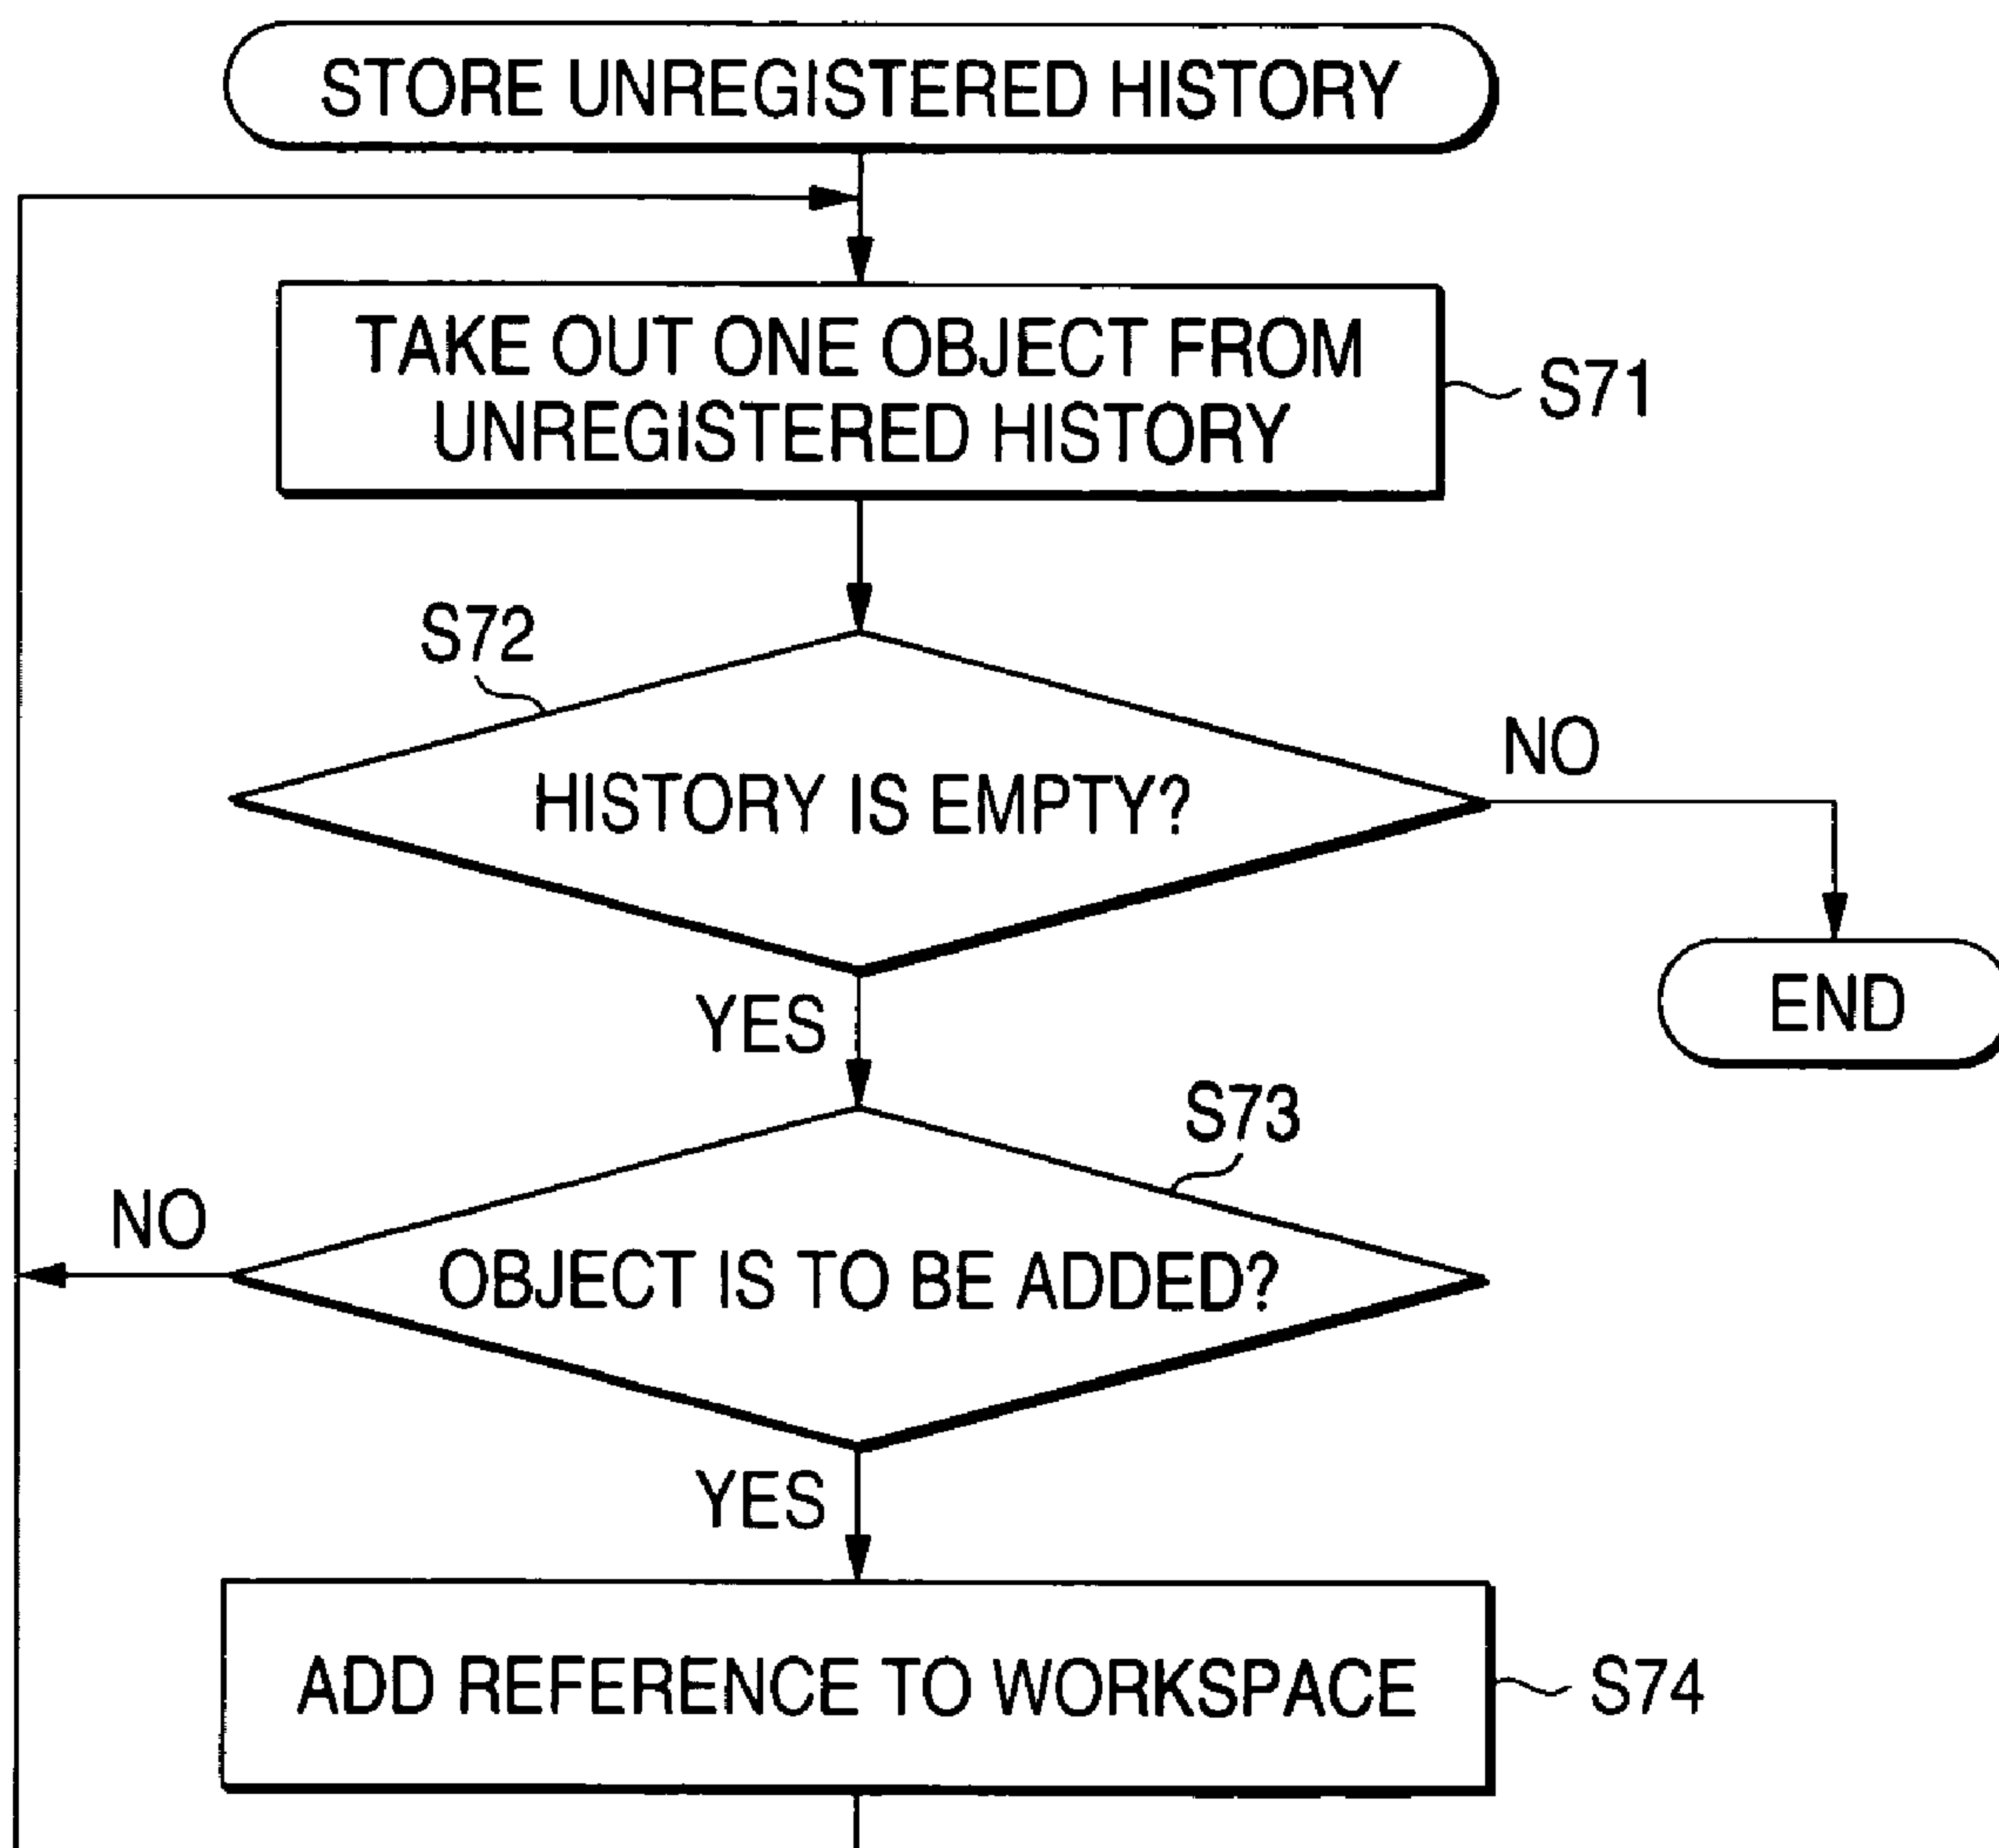 STORE UNREGISTERED HISTORY
TAKE OUT ONE OBJECT FROM
UNREGISTERED HISTORY
S71
S72
HISTORY IS EMPTY?
NO
YES
END
S73
OBJECT IS TO BE ADDED?
NO
YES
ADD REFERENCE TO WORKSPACE
S74